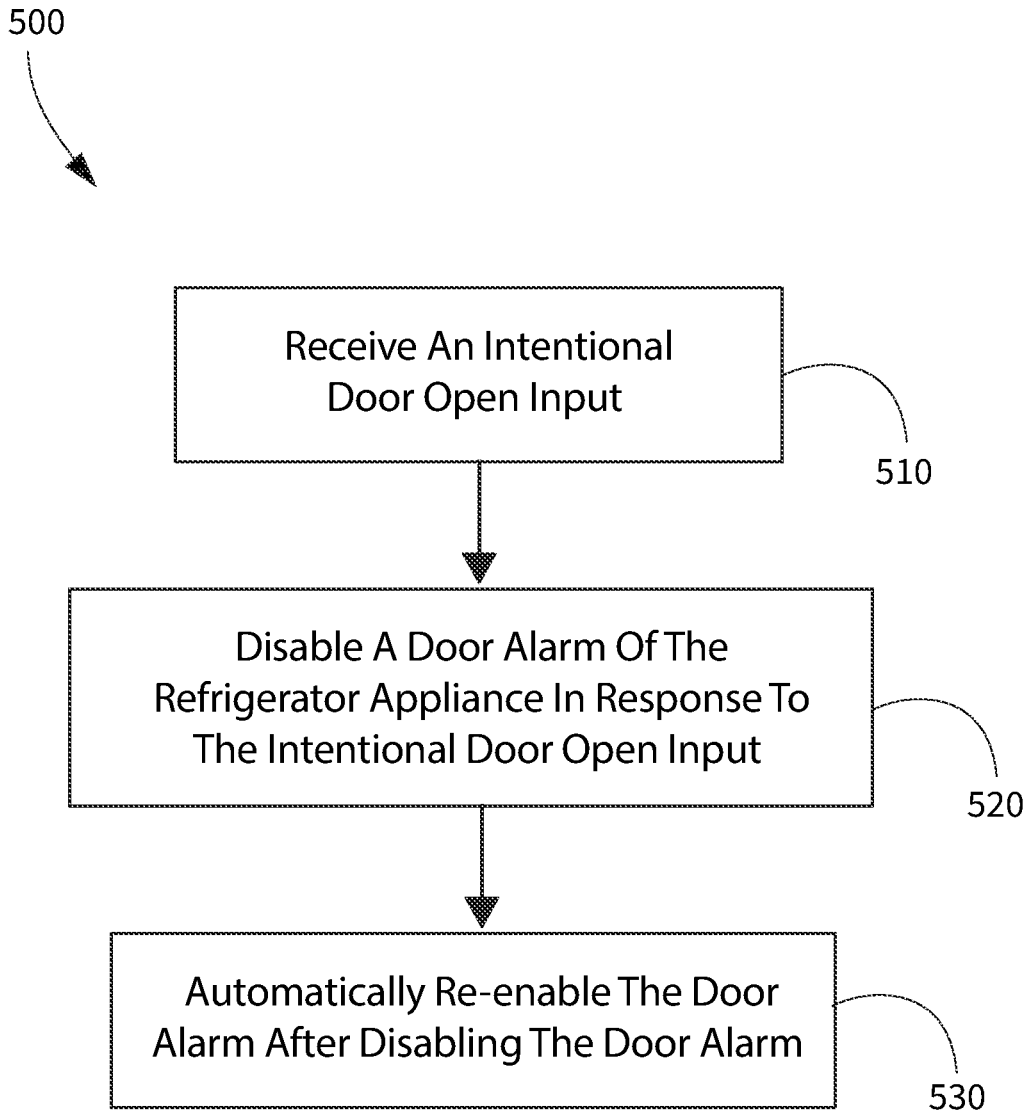 500
Receive An Intentional
Door Open Input
510
Disable A Door Alarm Of The
Refrigerator Appliance In Response To
The Intentional Door Open Input
520
Automatically Re-enable The Door
Alarm After Disabling The Door Alarm
530